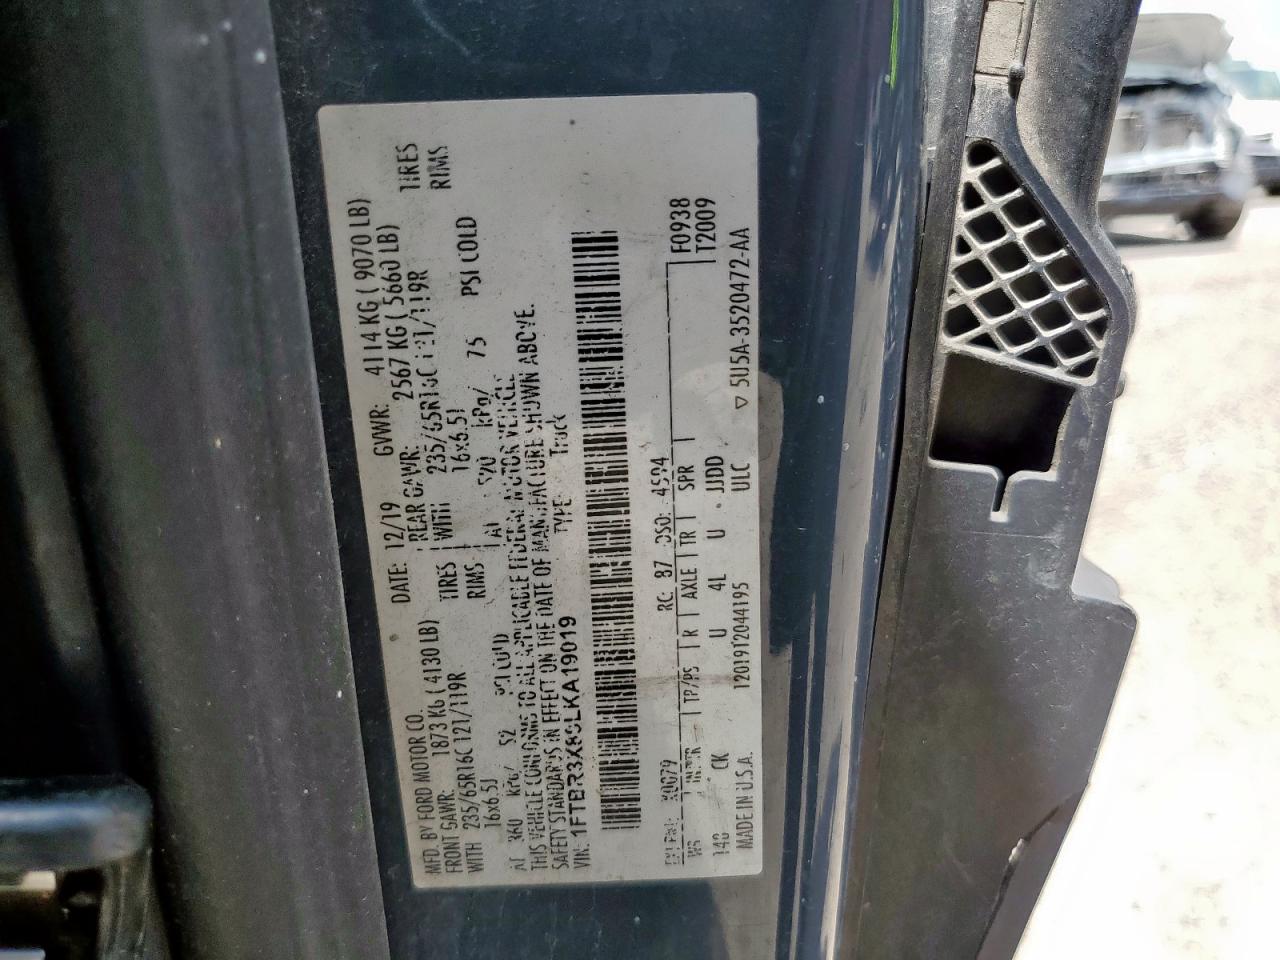 MFD. BY FORD MOTOR CO. DATE: 12/19 GVWR: 4114 KG ( 9070 LB)
FRONT GAWR: 1873 KG (4130 LB) REAR GAWR: 2567 KG ( 5660 LB)
WITH 235/65R16C 121/119R TIRES WITH 235/65R16C 121/119R TIRES
16x6.5J RIMS 16x6.5J RIMS
AT 360 kPa/ 52 PSI COLD AT 520 kPa/ 75 PSI COLD
THIS VEHICLE CONFORMS TO ALL APPLICABLE FEDERAL MOTOR VEHICLE
SAFETY STANDARDS IN EFFECT ON THE DATE OF MANUFACTURE SHOWN ABOVE.
VIN: TYPE: Truck
RC: 87 DSO: 4594 F0938
WB TP/PS R AXLE TR SPR T2009
148 CK U 4L U JJDD
MADE IN U.S.A. 12019T2044195 ULC ▽ 5U5A-3520472-AA